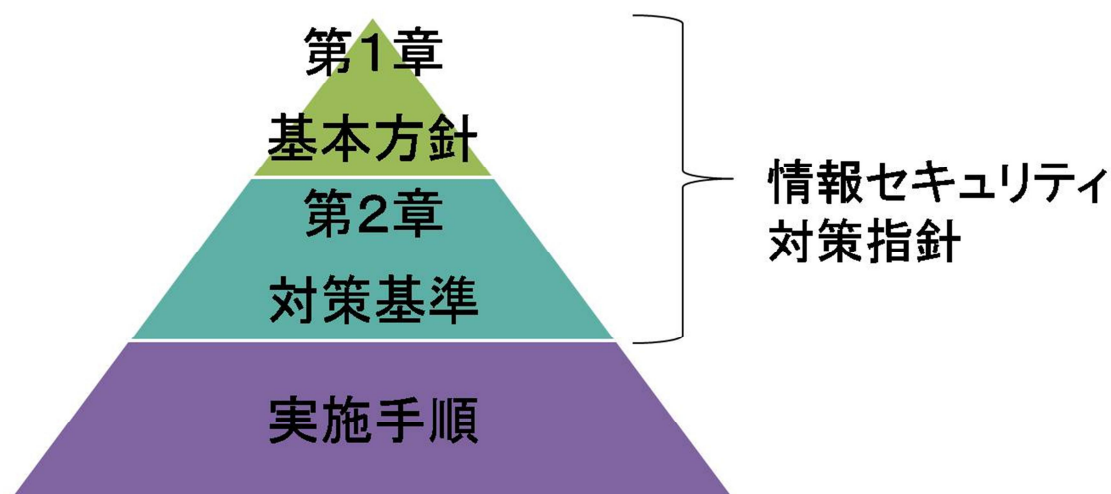 第１章
基本方針
第２章
対策基準
実施手順
情報セキュリティ
対策指針